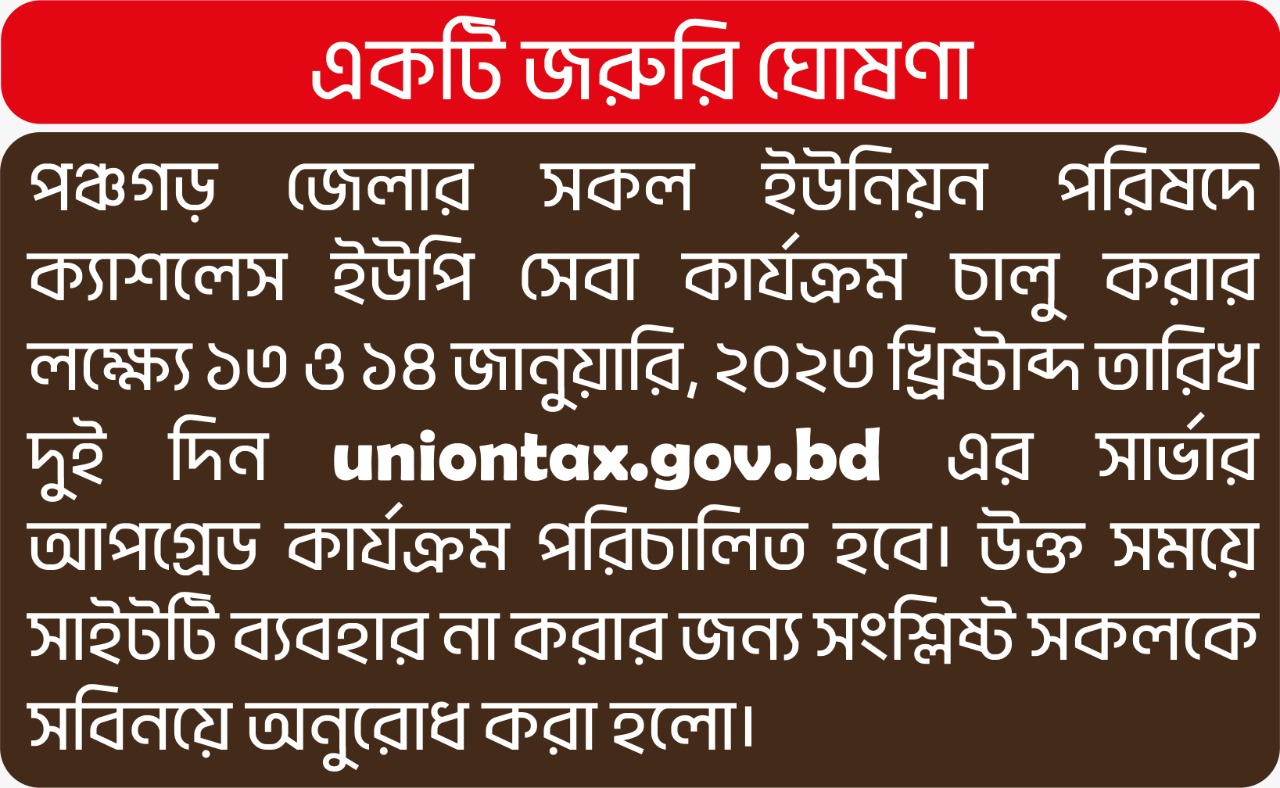 একটি জরুরি ঘোষণা
পঞ্চগড় জেলার সকল ইউনিয়ন পরিষদে
ক্যাশলেস ইউপি সেবা কার্যক্রম চালু করার
লক্ষ্যে ১৩ ও ১৪ জানুয়ারি, ২০২৩ খ্রিষ্টাব্দ তারিখ
দুই দিন uniontax.gov.bd এর সার্ভার
আপগ্রেড কার্যক্রম পরিচালিত হবে। উক্ত সময়ে
সাইটটি ব্যবহার না করার জন্য সংশ্লিষ্ট সকলকে
সবিনয়ে অনুরোধ করা হলো।